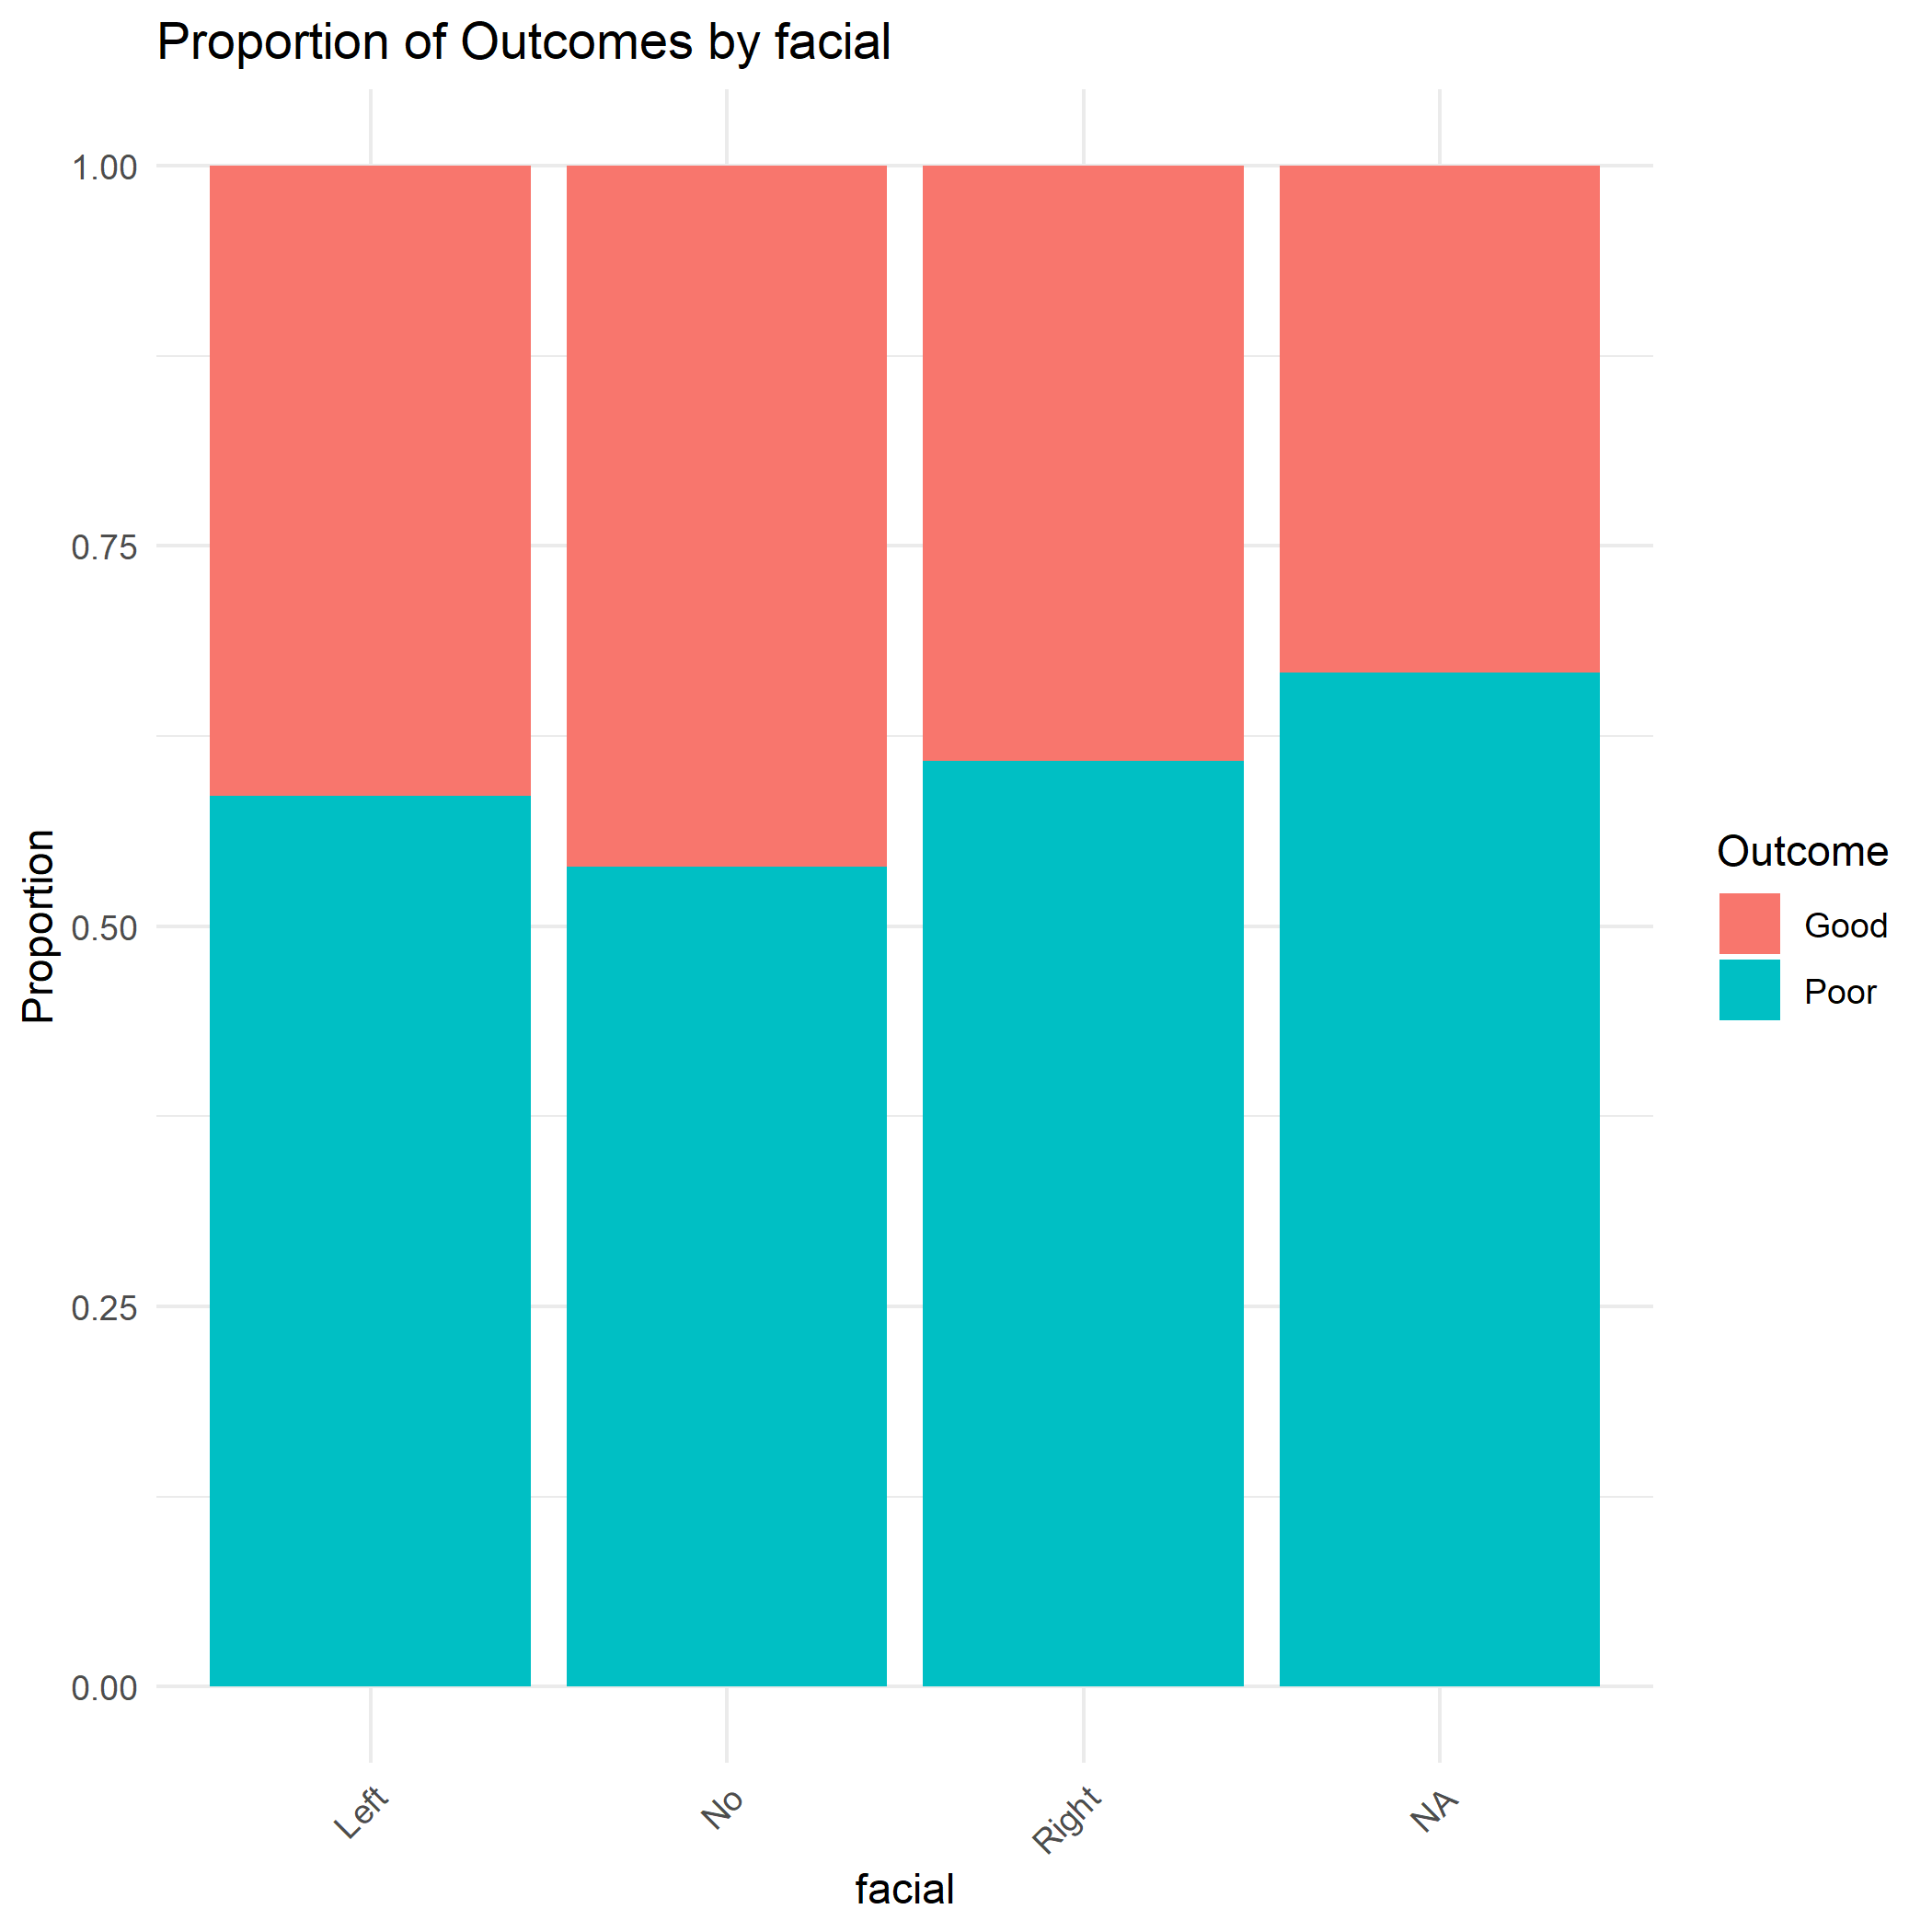 Proportion of Outcomes by facial
1.00
0.75
0.50
0.25
0.00
Proportion
Left
No
Right
NA
facial
Outcome
Good
Poor